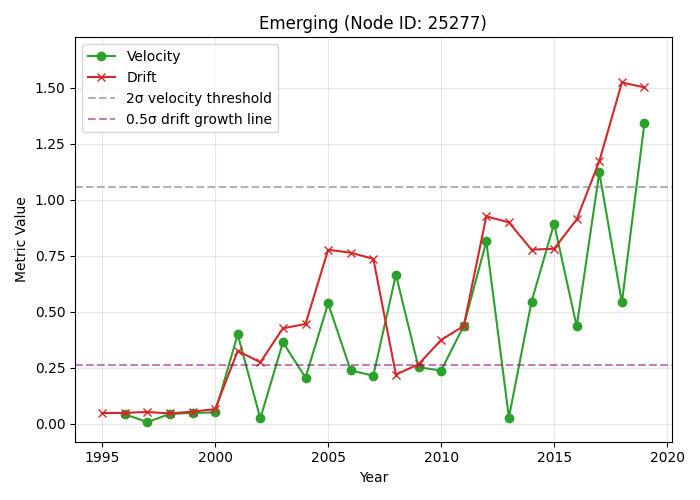 Emerging (Node ID: 25277)
Velocity
Drift
2σ velocity threshold
0.5σ drift growth line
Metric Value
1.50
1.25
1.00
0.75
0.50
0.25
0.00
1995 2000 2005 2010 2015 2020
Year